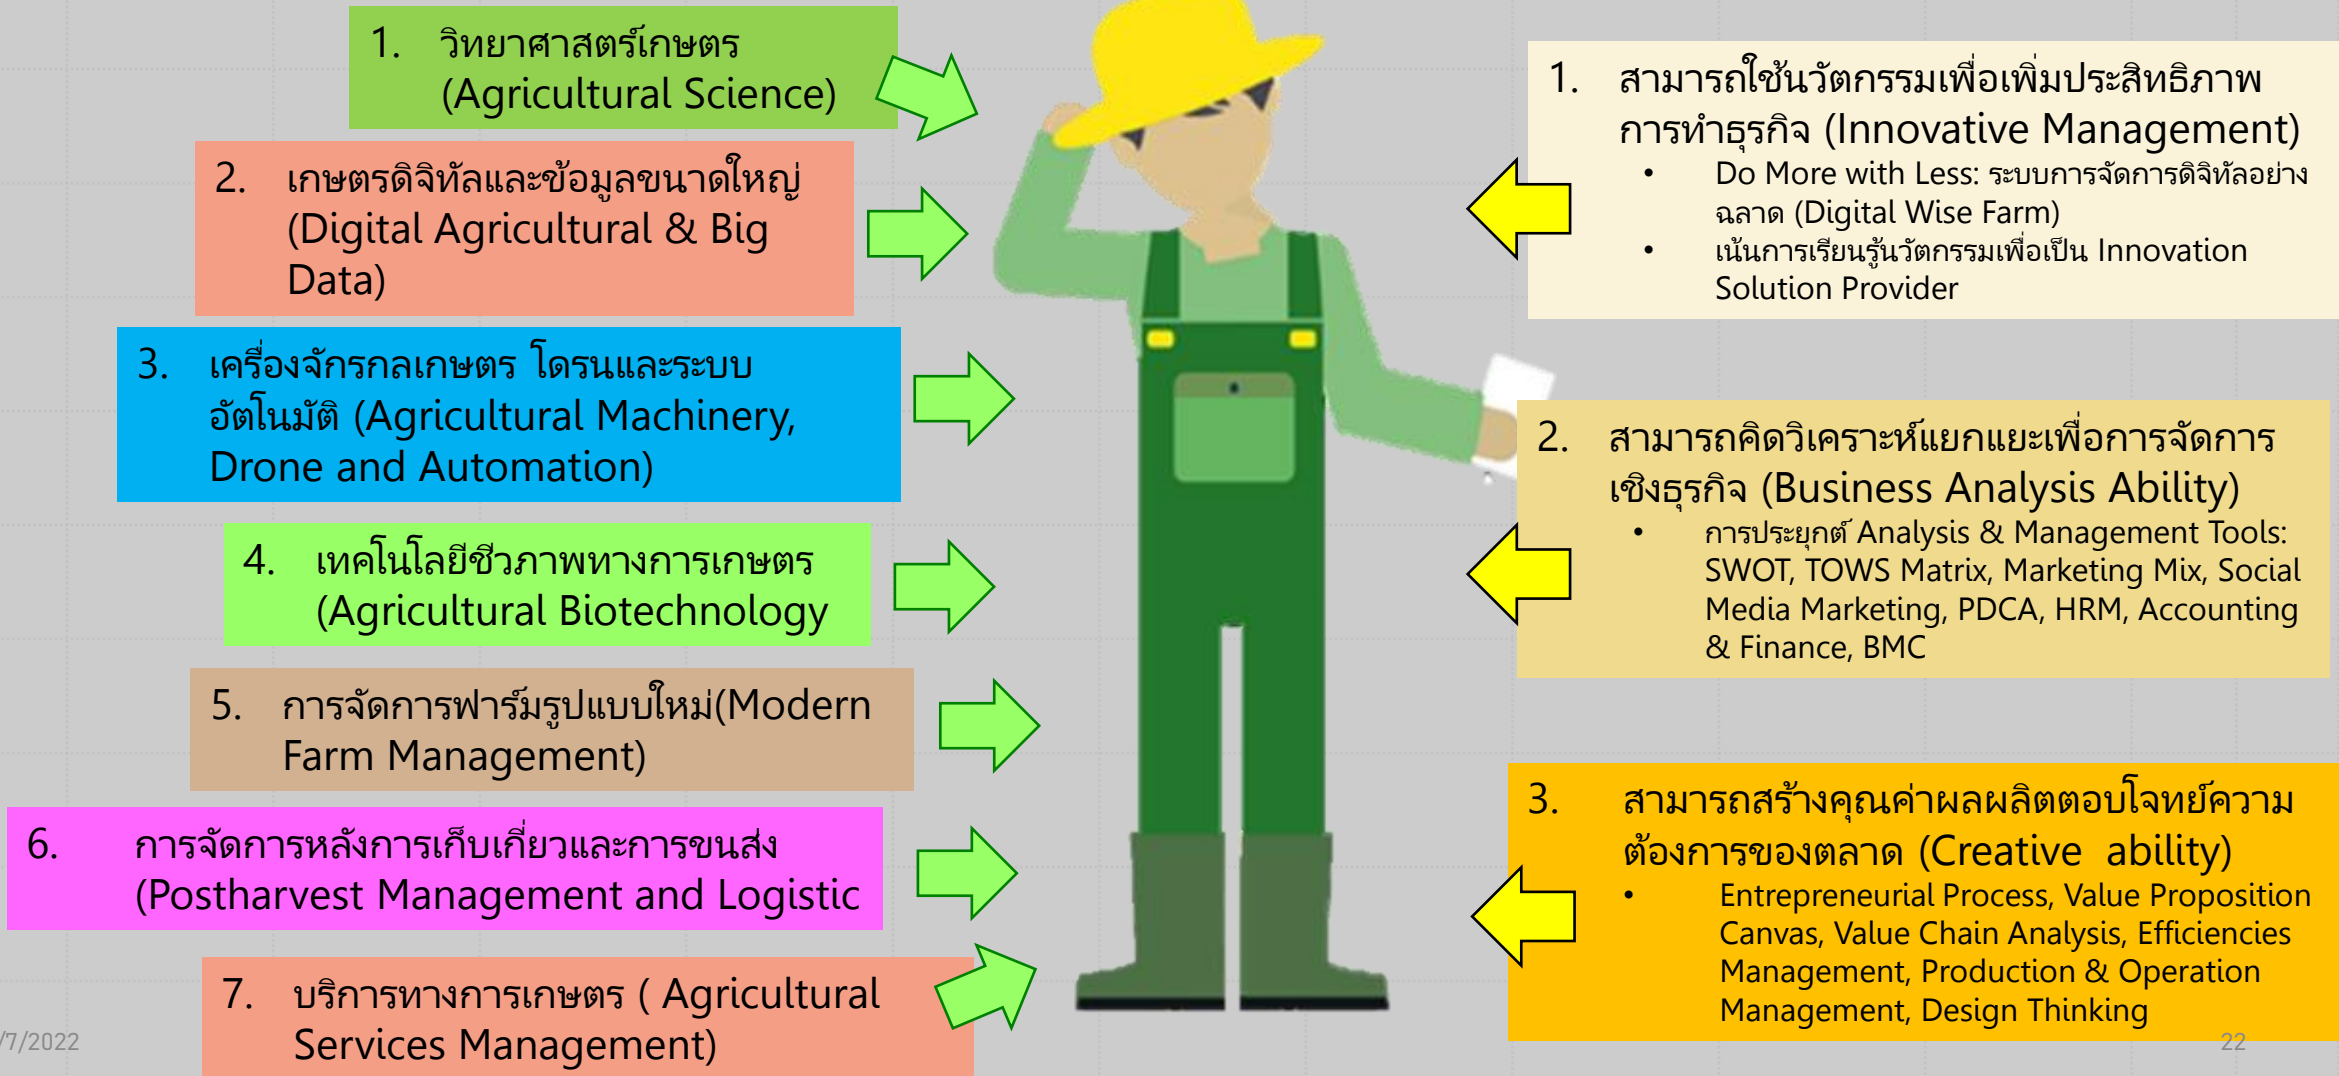 1. วิทยาศาสตร์เกษตร
(Agricultural Science)
2. เกษตรดิจิทัลและข้อมูลขนาดใหญ่
(Digital Agricultural & Big
Data)
3. เครื่องจักรกลเกษตร โดรนและระบบ
อัตโนมัติ (Agricultural Machinery,
Drone and Automation)
4. เทคโนโลยีชีวภาพทางการเกษตร
(Agricultural Biotechnology
5. การจัดการฟาร์มรูปแบบใหม่(Modern
Farm Management)
6. การจัดการหลังการเก็บเกี่ยวและการขนส่ง
(Postharvest Management and Logistic
7. บริการทางการเกษตร ( Agricultural
Services Management)
1. สามารถใช้นวัตกรรมเพื่อเพิ่มประสิทธิภาพ
การทำธุรกิจ (Innovative Management)
• Do More with Less: ระบบการจัดการดิจิทัลอย่าง
ฉลาด (Digital Wise Farm)
• เน้นการเรียนรู้นวัตกรรมเพื่อเป็น Innovation
Solution Provider
2. สามารถคิดวิเคราะห์แยกแยะเพื่อการจัดการ
เชิงธุรกิจ (Business Analysis Ability)
• การประยุกต์ Analysis & Management Tools:
SWOT, TOWS Matrix, Marketing Mix, Social
Media Marketing, PDCA, HRM, Accounting
& Finance, BMC
3. สามารถสร้างคุณค่าผลผลิตตอบโจทย์ความ
ต้องการของตลาด (Creative ability)
• Entrepreneurial Process, Value Proposition
Canvas, Value Chain Analysis, Efficiencies
Management, Production & Operation
Management, Design Thinking
/7/2022
22